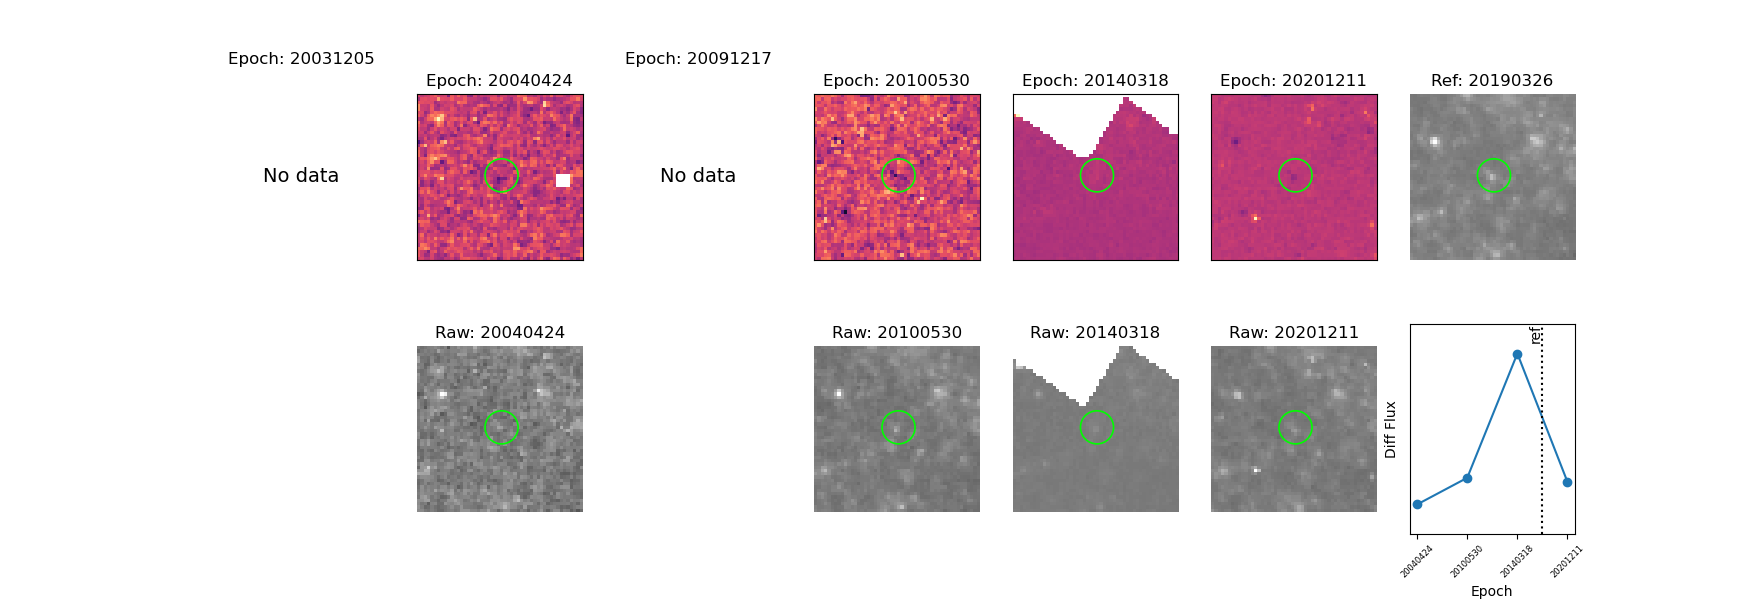 Epoch: 20031205
Epoch: 20091217
Epoch: 20040424
Epoch: 20100530
Epoch: 20140318
Epoch: 20201211
Ref: 20190326
No data
No data
Raw: 20040424
Raw: 20100530
Raw: 20140318
Raw: 20201211
ref
Diff Flux
20040424
20100530
20140318
20201211
Epoch